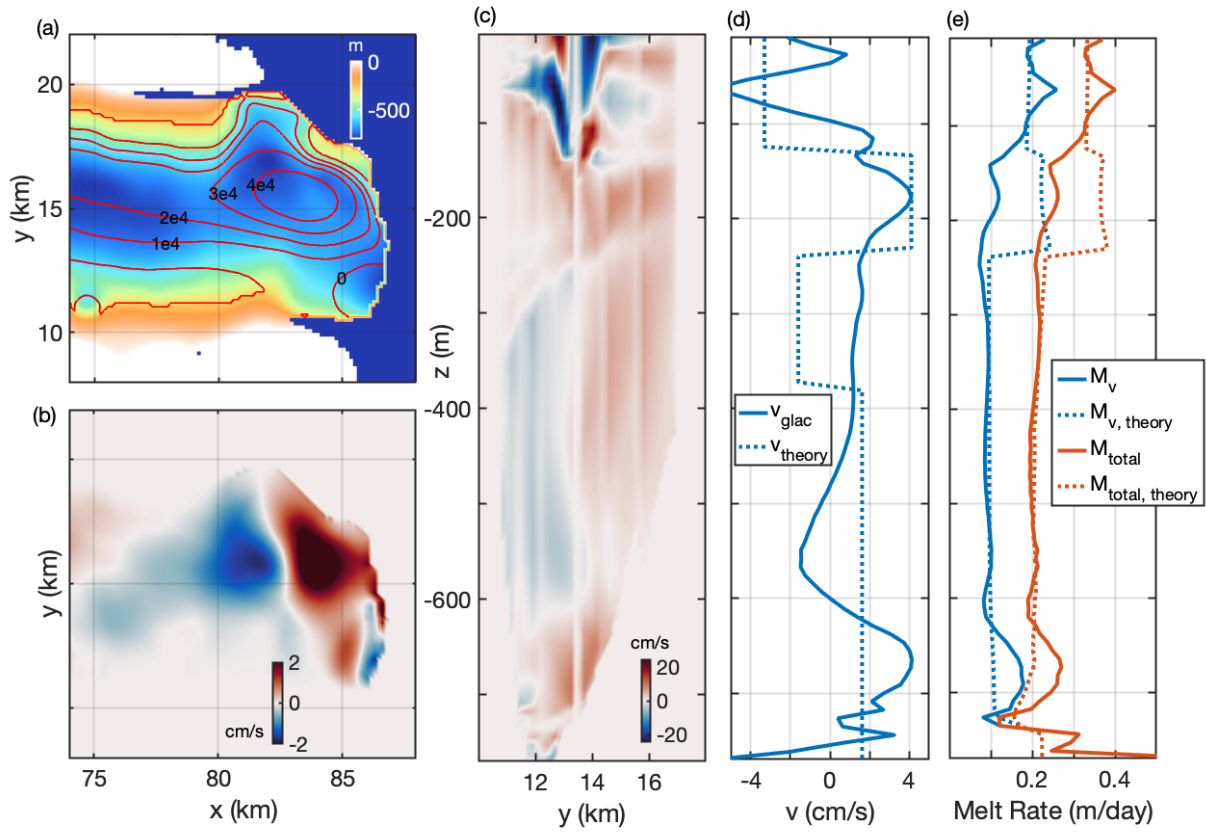 (a)
m
0
-500
20
15
10
y (km)
4e4
3e4
2e4
1e4
0
(b)
y (km)
2
0
-2
cm/s
75
80
85
x (km)
(c)
z (m)
-200
-400
-600
cm/s
20
0
-20
12
14
16
y (km)
(d)
v_glac
v_theory
-4
0
4
v (cm/s)
(e)
M_v
M_v, theory
M_total
M_total, theory
0.2
0.4
Melt Rate (m/day)